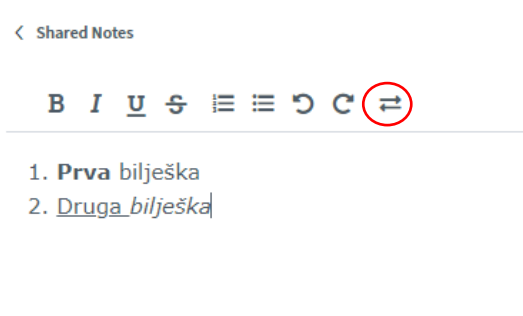 Shared Notes
B I U S
1. Prva bilješka
2. Druga bilješka